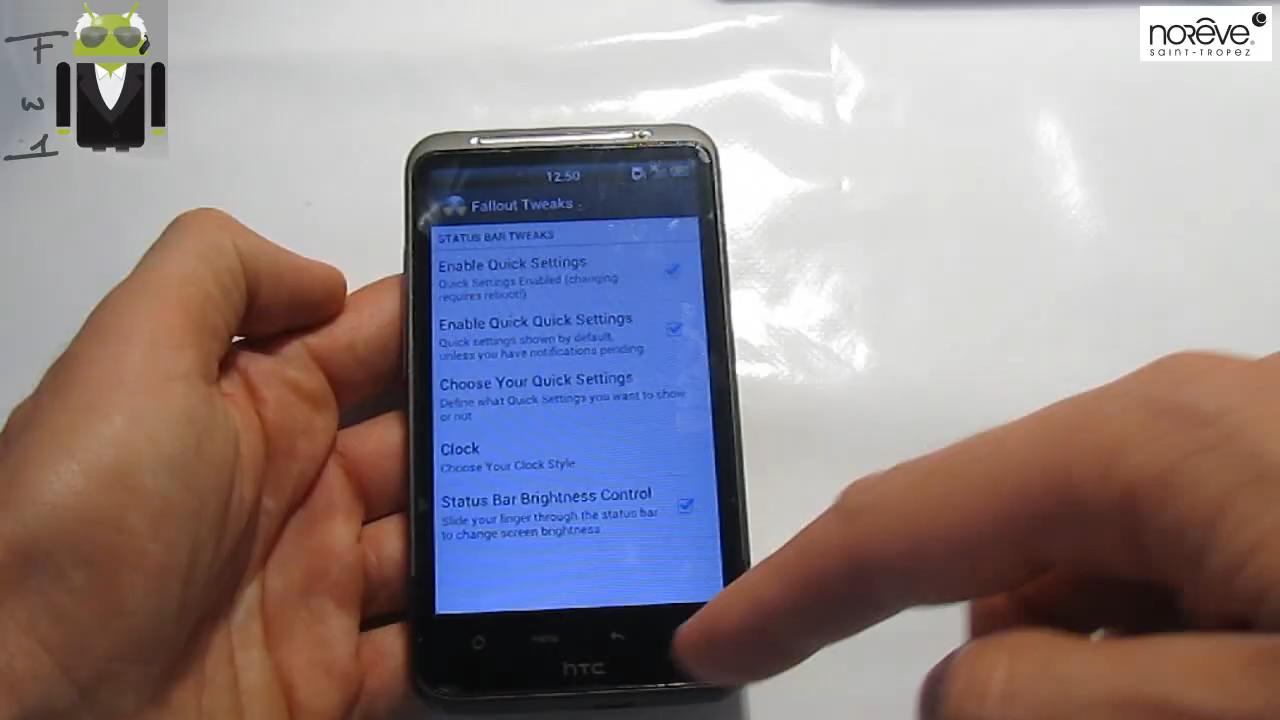 F
3
1
NORÊVE
SAINT-TROPEZ
12:50
Fallout Tweaks
STATUS BAR TWEAKS
Enable Quick Settings
Quick Settings Enabled (changing
requires reboot!)
Enable Quick Quick Settings
Quick settings shown by default,
unless you have notifications pending
Choose Your Quick Settings
Define what Quick Settings you want to show
or not
Clock
Choose Your Clock Style
Status Bar Brightness Control
Slide your finger through the status bar
to change screen brightness
MENU
hTC